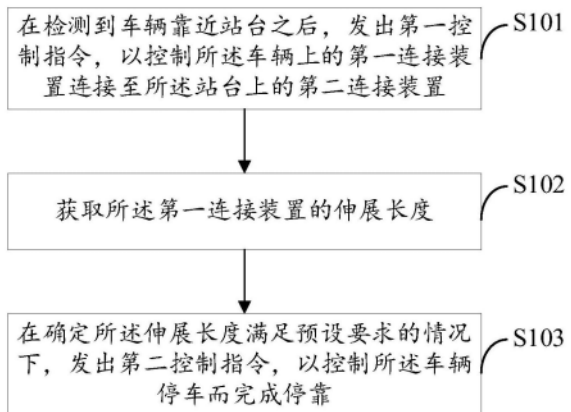 在检测到车辆靠近站台之后，发出第一控
制指令，以控制所述车辆上的第一连接装
置连接至所述站台上的第二连接装置
S101
获取所述第一连接装置的伸展长度
S102
在确定所述伸展长度满足预设要求的情况
下，发出第二控制指令，以控制所述车辆
停车而完成停靠
S103